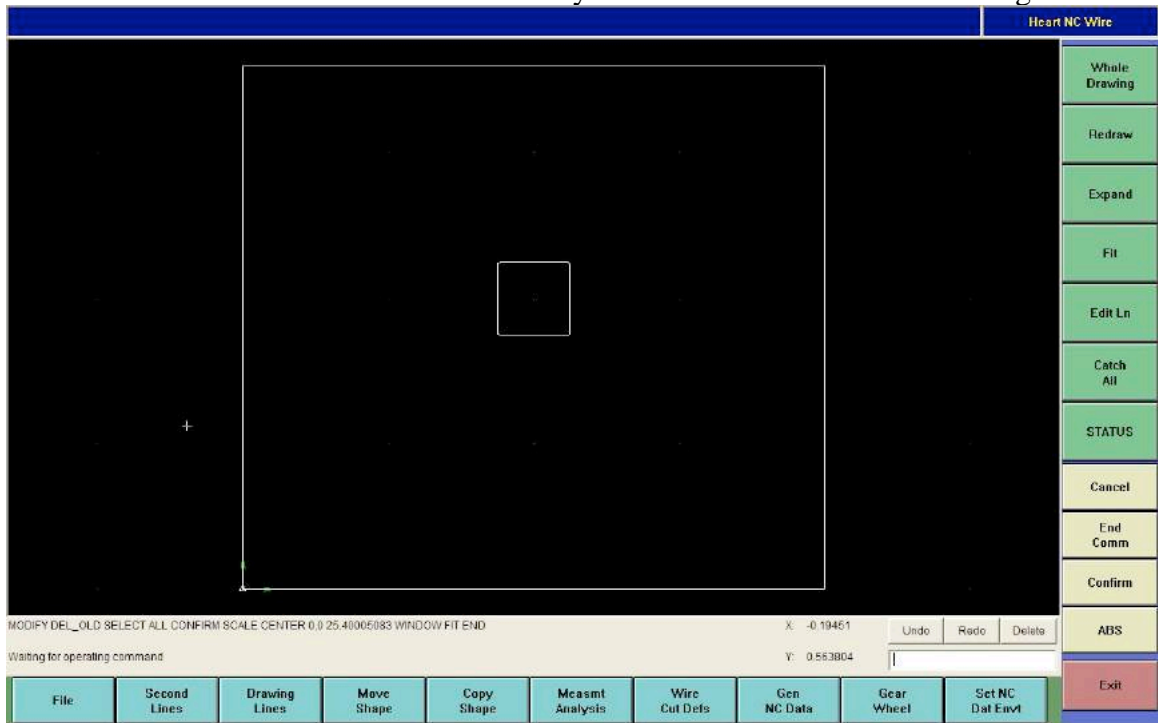 Heart NC Wire
Whole
Drawing
Redraw
Expand
Fit
Edit Ln
Catch
All
STATUS
Cancel
End
Comm
Confirm
ABS
Exit
MODIFY DEL_OLD SELECT ALL CONFIRM SCALE CENTER 0,0 25.40005083 WINDOW FIT END
X: -0.19451
Undo Redo Delete
Waiting for operating command
Y: 0.563804
File
Second
Lines
Drawing
Lines
Move
Shape
Copy
Shape
Measmt
Analysis
Wire
Cut Defs
Gen
NC Data
Gear
Wheel
Set NC
Dat Envt